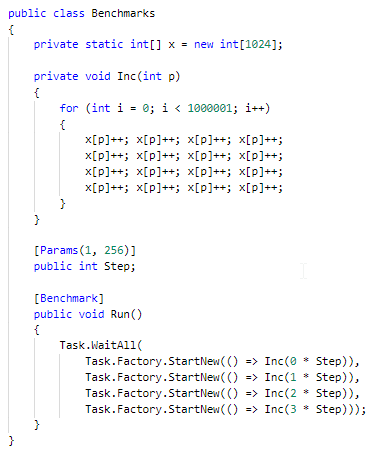 public class Benchmarks
{
    private static int[] x = new int[1024];

    private void Inc(int p)
    {
        for (int i = 0; i < 1000001; i++)
        {
            x[p]++; x[p]++; x[p]++; x[p]++;
            x[p]++; x[p]++; x[p]++; x[p]++;
            x[p]++; x[p]++; x[p]++; x[p]++;
            x[p]++; x[p]++; x[p]++; x[p]++;
        }
    }

    [Params(1, 256)]
    public int Step;

    [Benchmark]
    public void Run()
    {
        Task.WaitAll(
            Task.Factory.StartNew(() => Inc(0 * Step)),
            Task.Factory.StartNew(() => Inc(1 * Step)),
            Task.Factory.StartNew(() => Inc(2 * Step)),
            Task.Factory.StartNew(() => Inc(3 * Step)));
    }
}